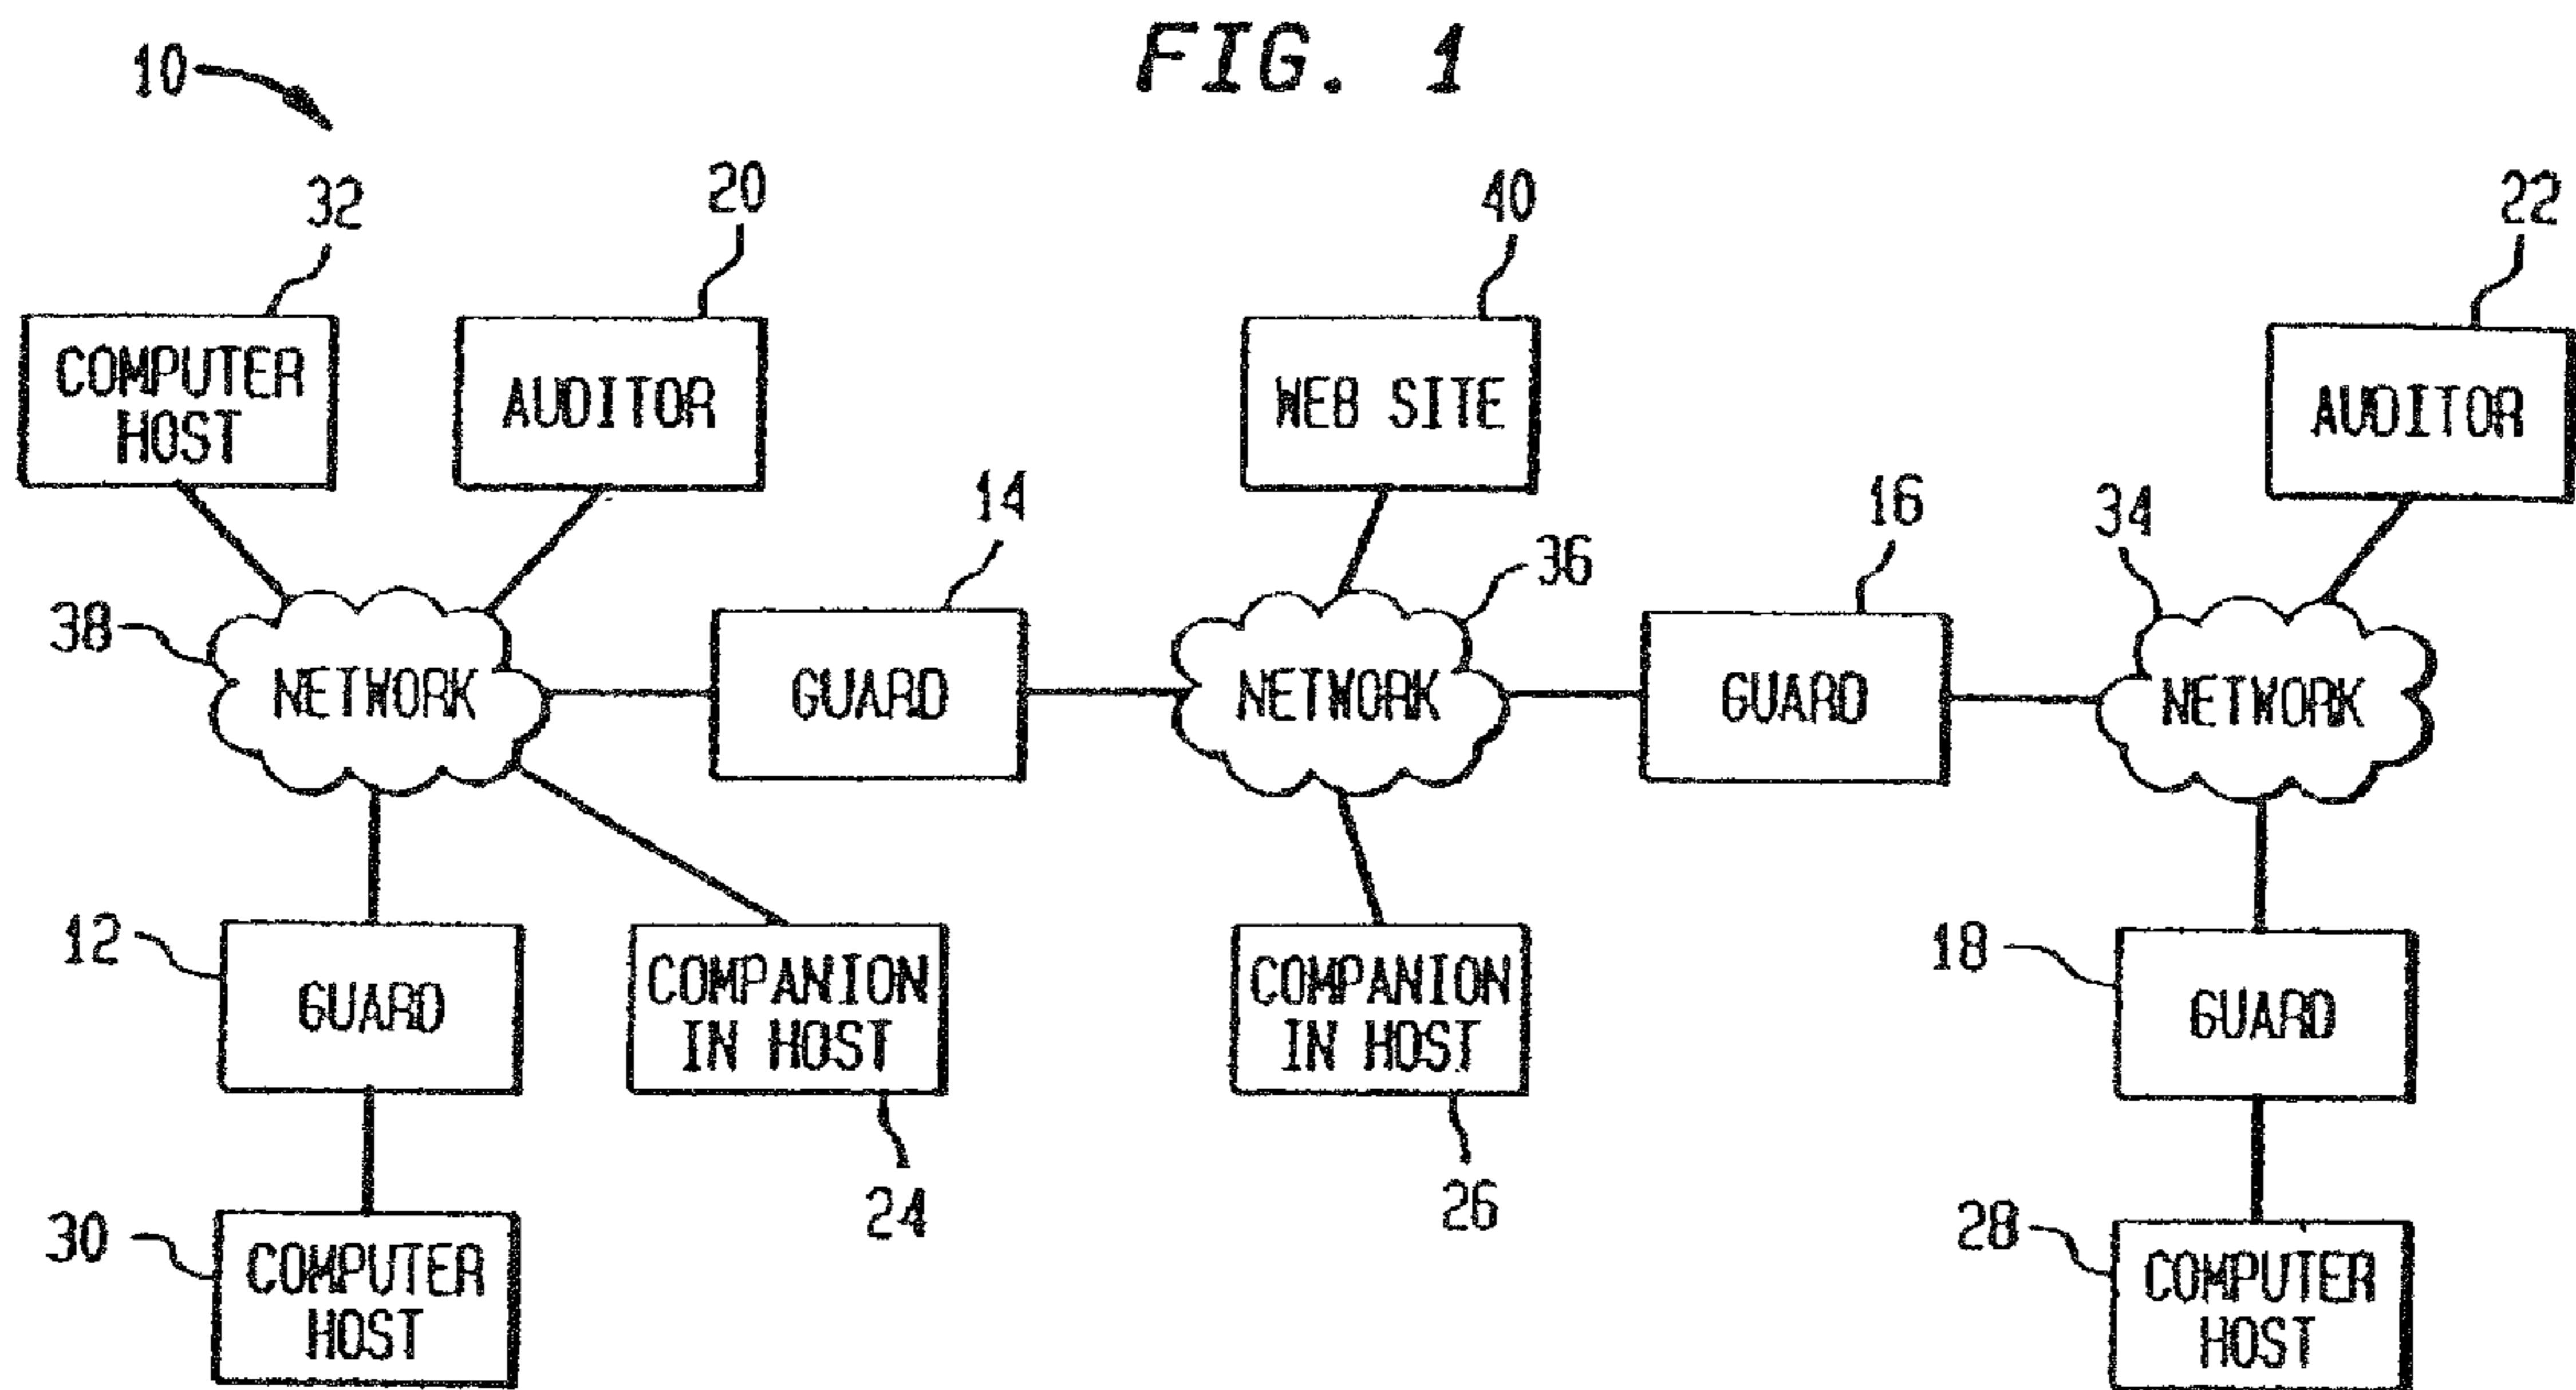 FIG. 1
10
32
20
40
22
COMPUTER
HOST
AUDITOR
WEB SITE
AUDITOR
14
36
16
34
38
NETWORK
GUARD
NETWORK
GUARD
NETWORK
12
GUARD
COMPANION
IN HOST
COMPANION
IN HOST
18
GUARD
24
26
30
COMPUTER
HOST
28
COMPUTER
HOST